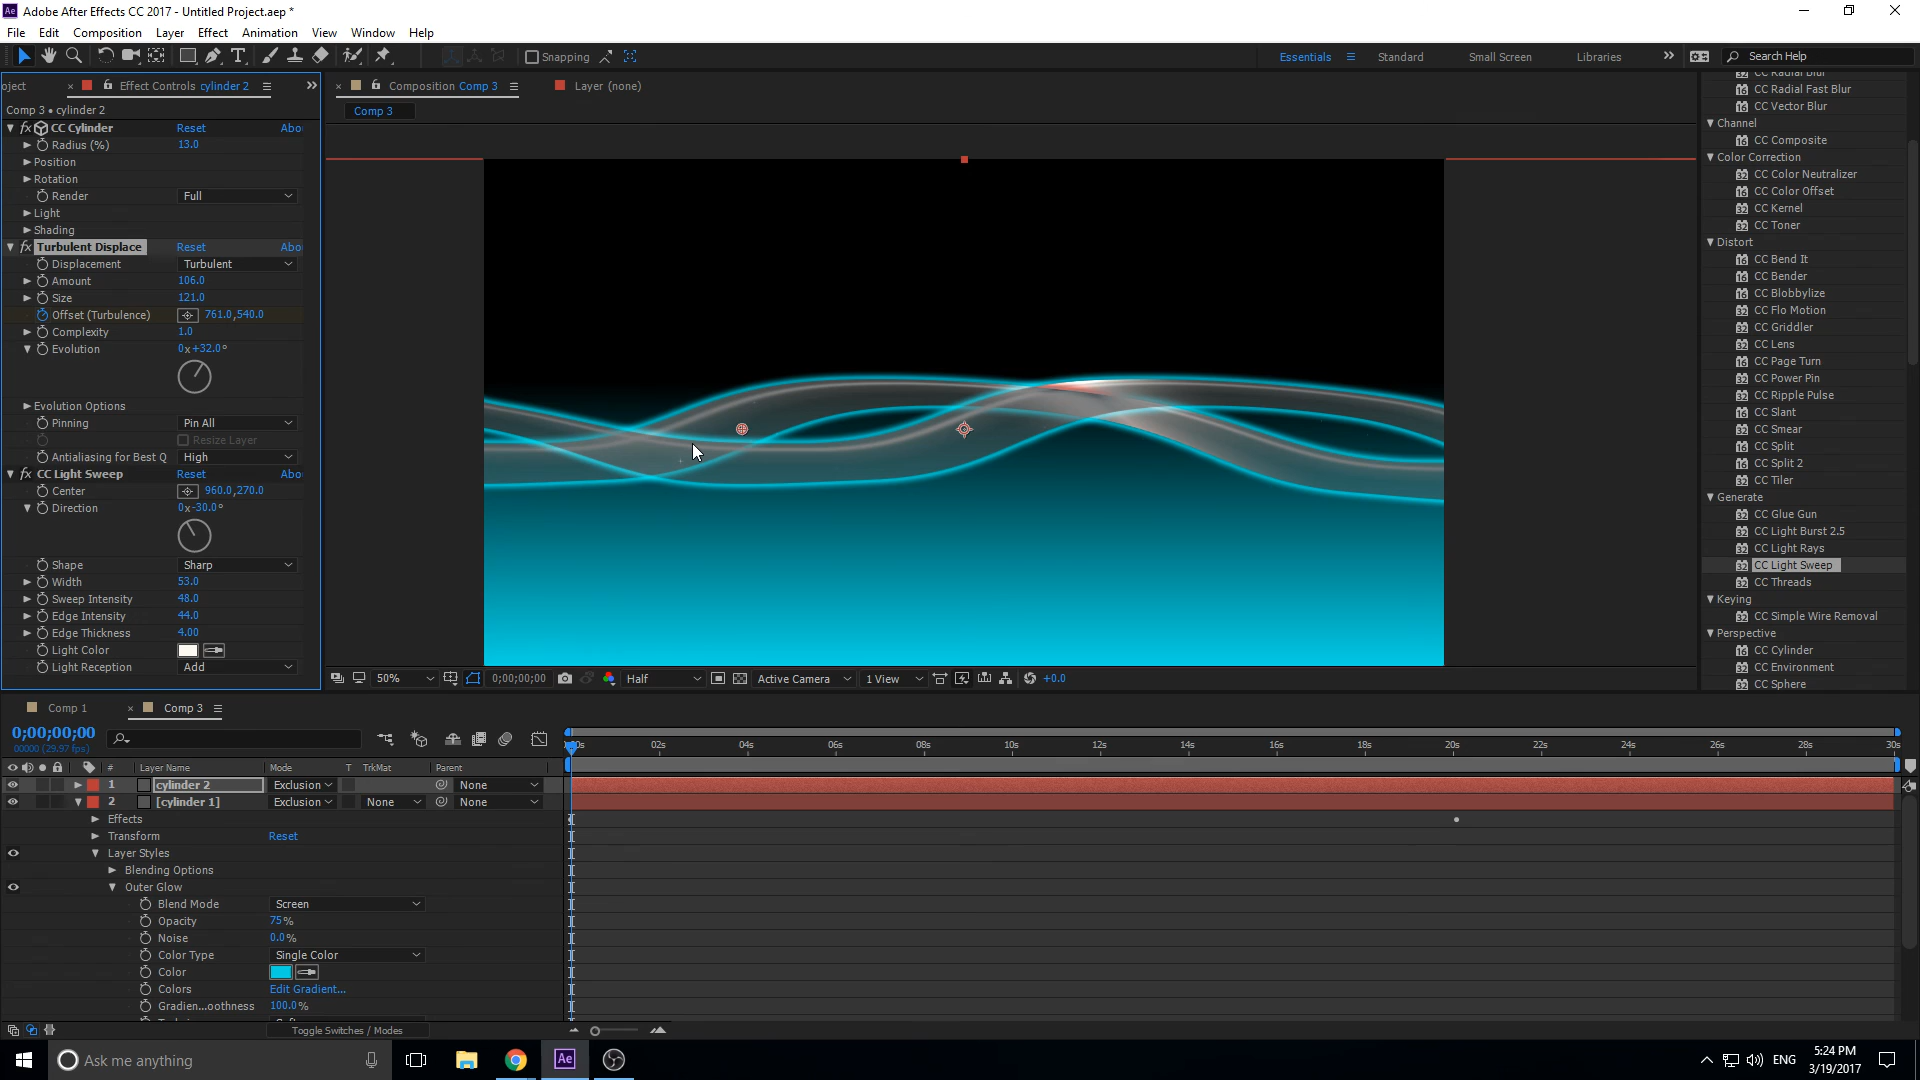 Adobe After Effects CC 2017 - Untitled Project.aep *
File Edit Composition Layer Effect Animation View Window Help
Snapping
Essentials Standard Small Screen Libraries Search Help
oject Effect Controls cylinder 2
Comp 3 • cylinder 2
fx CC Cylinder Reset Abo
Radius (%) 13.0
Position
Rotation
Render Full
Light
Shading
fx Turbulent Displace Reset Abo
Displacement Turbulent
Amount 106.0
Size 121.0
Offset (Turbulence) 761.0,540.0
Complexity 1.0
Evolution 0x+32.0°
Evolution Options
Pinning Pin All
Resize Layer
Antialiasing for Best Q High
fx CC Light Sweep Reset Abo
Center 960.0,270.0
Direction 0x-30.0°
Shape Sharp
Width 53.0
Sweep Intensity 48.0
Edge Intensity 44.0
Edge Thickness 4.00
Light Color
Light Reception Add
Composition Comp 3
Layer (none)
Comp 3
50% 0;00;00;00 Half Active Camera 1 View +0.0
CC Radial Blur
CC Radial Fast Blur
CC Vector Blur
Channel
CC Composite
Color Correction
CC Color Neutralizer
CC Color Offset
CC Kernel
CC Toner
Distort
CC Bend It
CC Bender
CC Blobbylize
CC Flo Motion
CC Griddler
CC Lens
CC Page Turn
CC Power Pin
CC Ripple Pulse
CC Slant
CC Smear
CC Split
CC Split 2
CC Tiler
Generate
CC Glue Gun
CC Light Burst 2.5
CC Light Rays
CC Light Sweep
CC Threads
Keying
CC Simple Wire Removal
Perspective
CC Cylinder
CC Environment
CC Sphere
Comp 1 Comp 3
0;00;00;00
00000 (29.97 fps)
02s 04s 06s 08s 10s 12s 14s 16s 18s 20s 22s 24s 26s 28s 30s
# Layer Name Mode T TrkMat Parent
1 cylinder 2 Exclusion None
2 [cylinder 1] Exclusion None None
Effects
Transform Reset
Layer Styles
Blending Options
Outer Glow
Blend Mode Screen
Opacity 75%
Noise 0.0%
Color Type Single Color
Color
Colors Edit Gradient...
Gradien...oothness 100.0%
Toggle Switches / Modes
Ask me anything
Ae
ENG
5:24 PM
3/19/2017